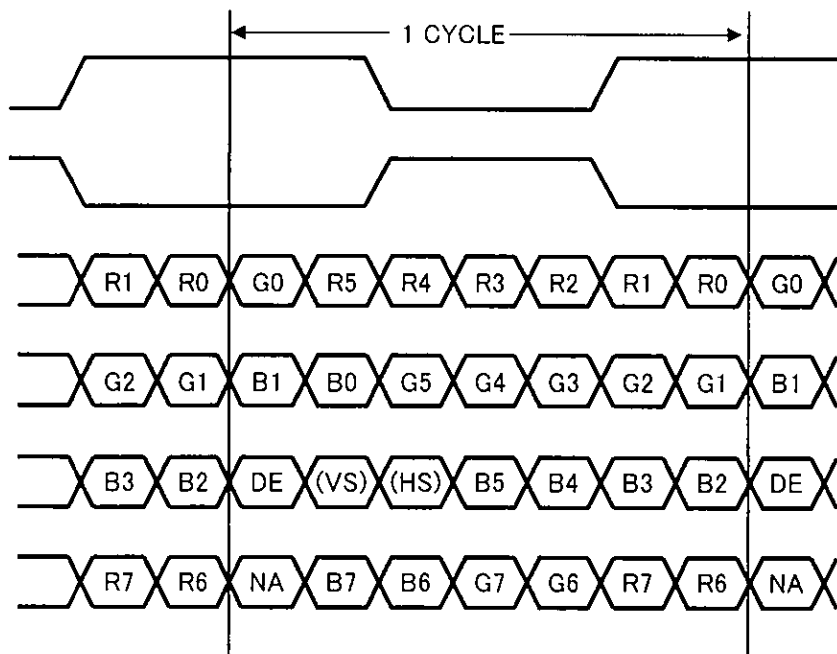 1 CYCLE
R1 R0 G0 R5 R4 R3 R2 R1 R0 G0
G2 G1 B1 B0 G5 G4 G3 G2 G1 B1
B3 B2 DE (VS) (HS) B5 B4 B3 B2 DE
R7 R6 NA B7 B6 G7 G6 R7 R6 NA